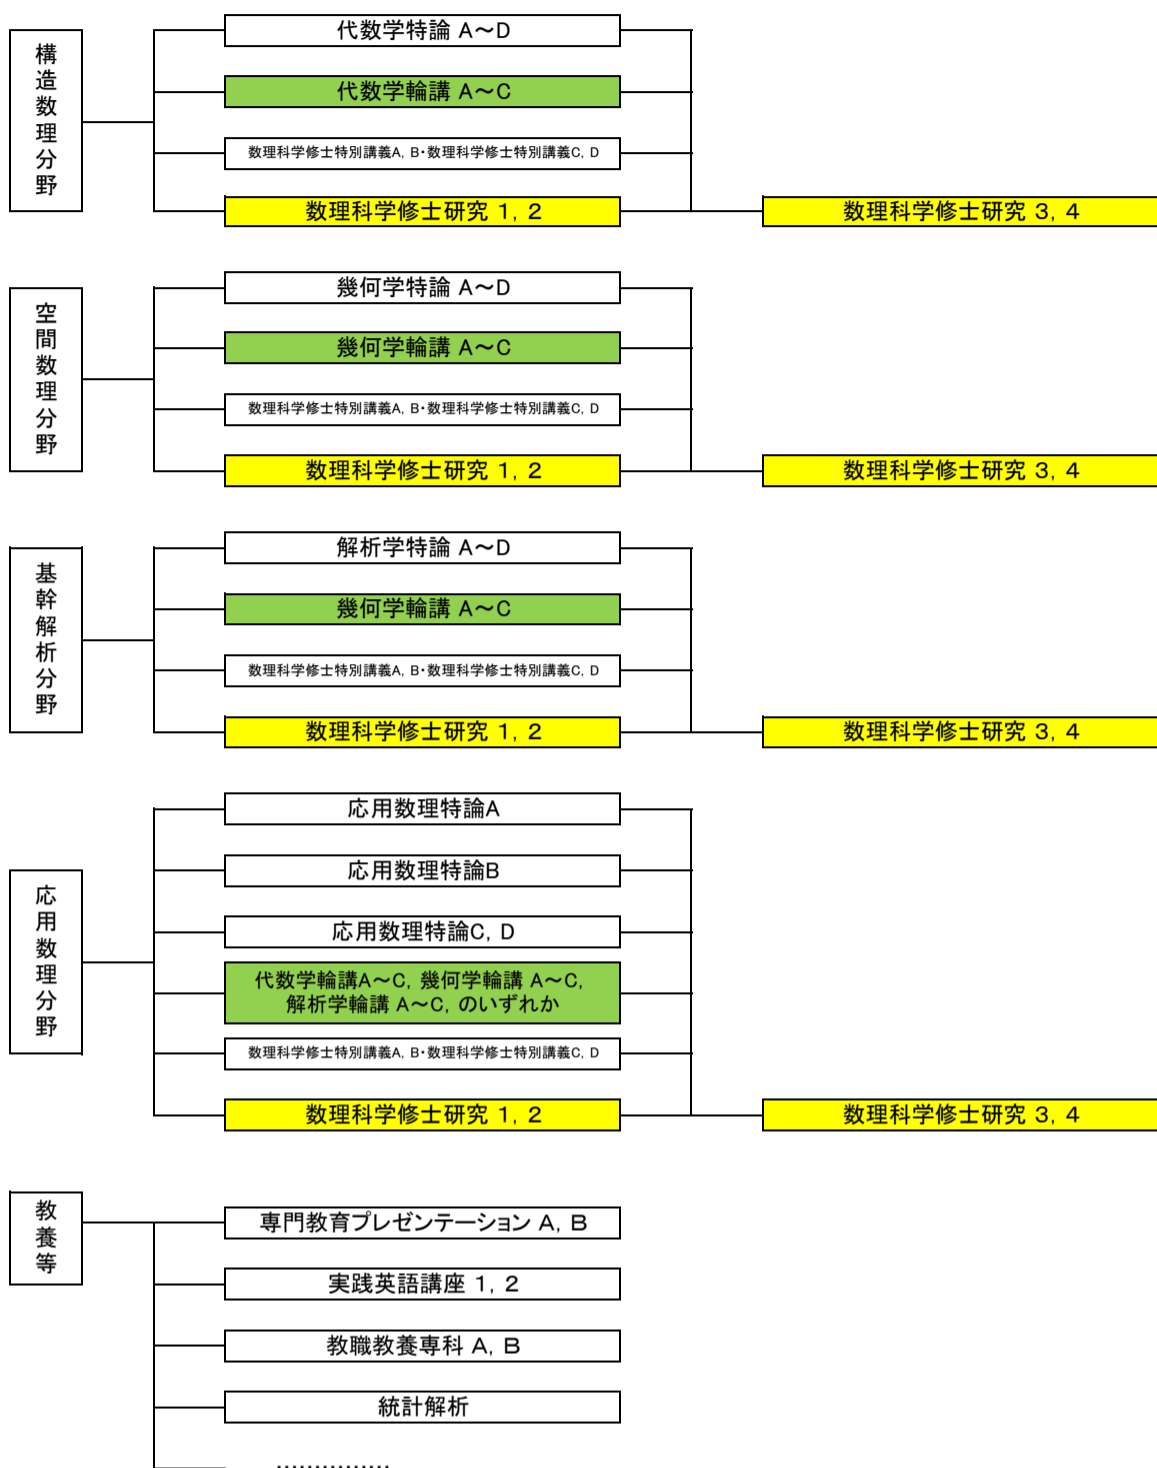 構造数理分野
代数学特論 A～D
代数学輪講 A～C
数理科学修士特別講義A, B・数理科学修士特別講義C, D
数理科学修士研究 1, 2
数理科学修士研究 3, 4
空間数理分野
幾何学特論 A～D
幾何学輪講 A～C
数理科学修士特別講義A, B・数理科学修士特別講義C, D
数理科学修士研究 1, 2
数理科学修士研究 3, 4
基幹解析分野
解析学特論 A～D
幾何学輪講 A～C
数理科学修士特別講義A, B・数理科学修士特別講義C, D
数理科学修士研究 1, 2
数理科学修士研究 3, 4
応用数理分野
応用数理特論A
応用数理特論B
応用数理特論C, D
代数学輪講A～C, 幾何学輪講 A～C,
解析学輪講 A～C, のいずれか
数理科学修士特別講義A, B・数理科学修士特別講義C, D
数理科学修士研究 1, 2
数理科学修士研究 3, 4
教養等
専門教育プレゼンテーション A, B
実践英語講座 1, 2
教職教養専科 A, B
統計解析
……………